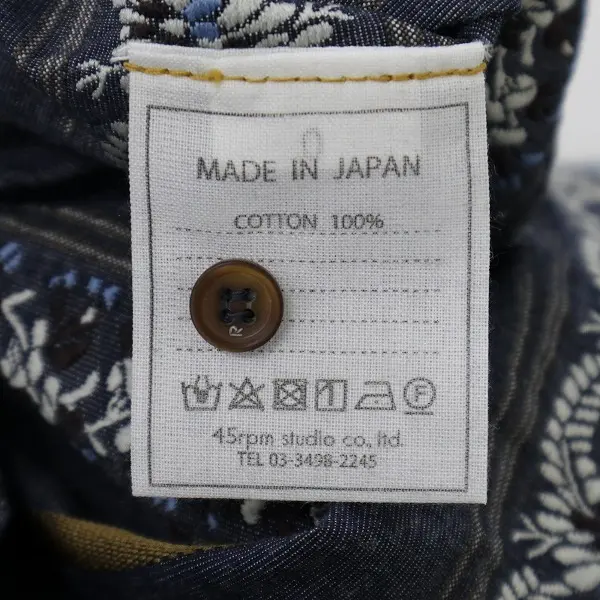 0
MADE IN JAPAN
COTTON 100%
R
45rpm studio co., ltd.
TEL 03-3498-2245